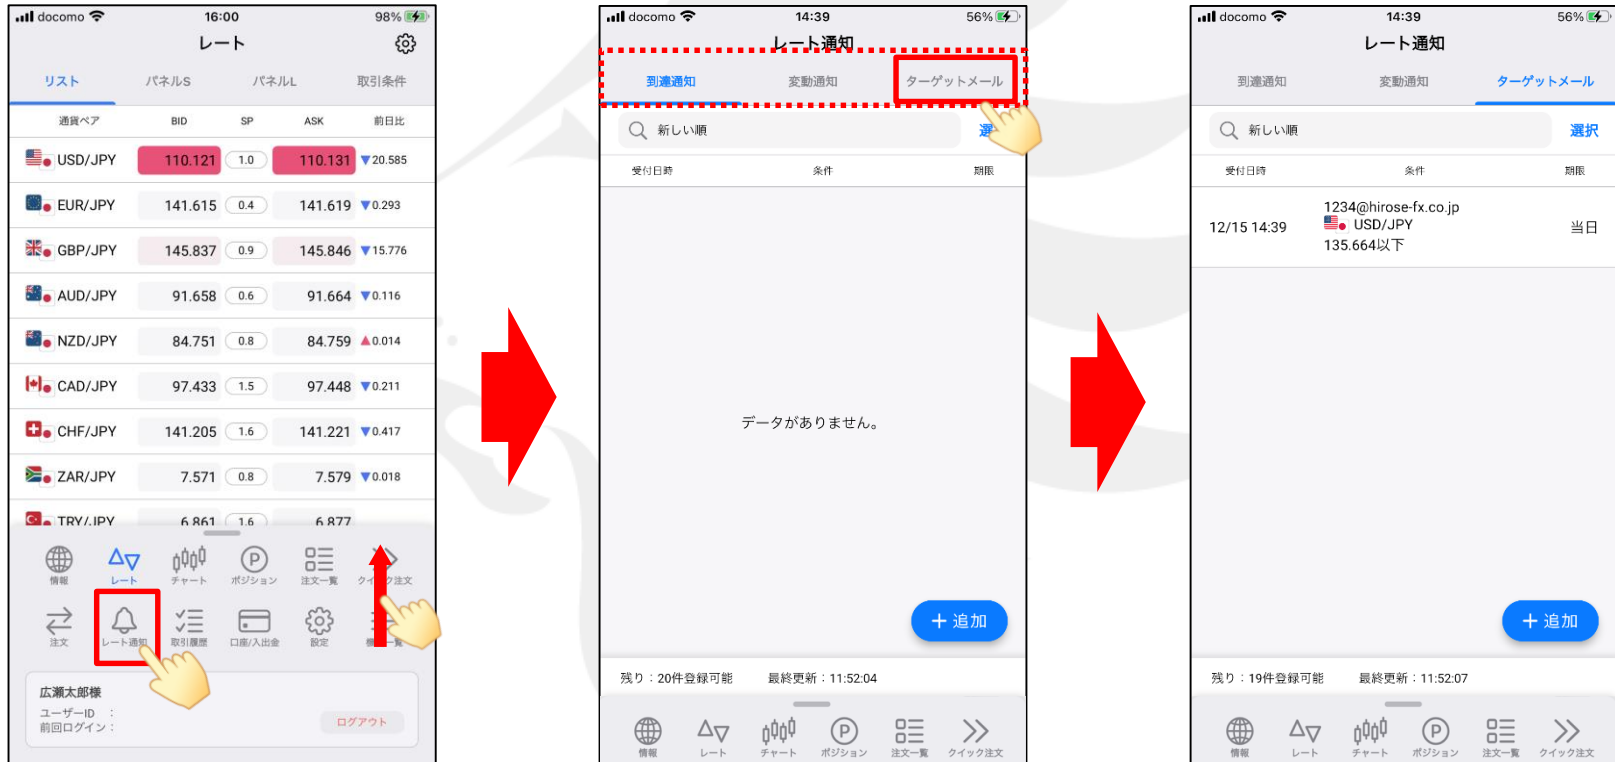 docomo 16:00 98%
レート
リスト パネルS パネルL 取引条件
通貨ペア BID SP ASK 前日比
USD/JPY 110.121 1.0 110.131 ▼20.585
EUR/JPY 141.615 0.4 141.619 ▼0.293
GBP/JPY 145.837 0.9 145.846 ▼15.776
AUD/JPY 91.658 0.6 91.664 ▼0.116
NZD/JPY 84.751 0.8 84.759 ▲0.014
CAD/JPY 97.433 1.5 97.448 ▼0.211
CHF/JPY 141.205 1.6 141.221 ▼0.417
ZAR/JPY 7.571 0.8 7.579 ▼0.018
TRY/JPY 6.861 1.6 6.877
情報 レート チャート ポジション 注文一覧 クイック注文
注文 レート通知 取引履歴 口座/入出金 設定
広瀬太郎様
ユーザーID :
前回ログイン :
ログアウト
docomo 14:39 56%
レート通知
到達通知 変動通知 ターゲットメール
新しい順
受付日時 条件 期限
データがありません。
+ 追加
残り:20件登録可能 最終更新:11:52:04
情報 レート チャート ポジション 注文一覧 クイック注文
docomo 14:39 56%
レート通知
到達通知 変動通知 ターゲットメール
新しい順 選択
受付日時 条件 期限
1234@hirose-fx.co.jp
12/15 14:39 USD/JPY 当日
135.664以下
+ 追加
残り:19件登録可能 最終更新:11:52:07
情報 レート チャート ポジション 注文一覧 クイック注文